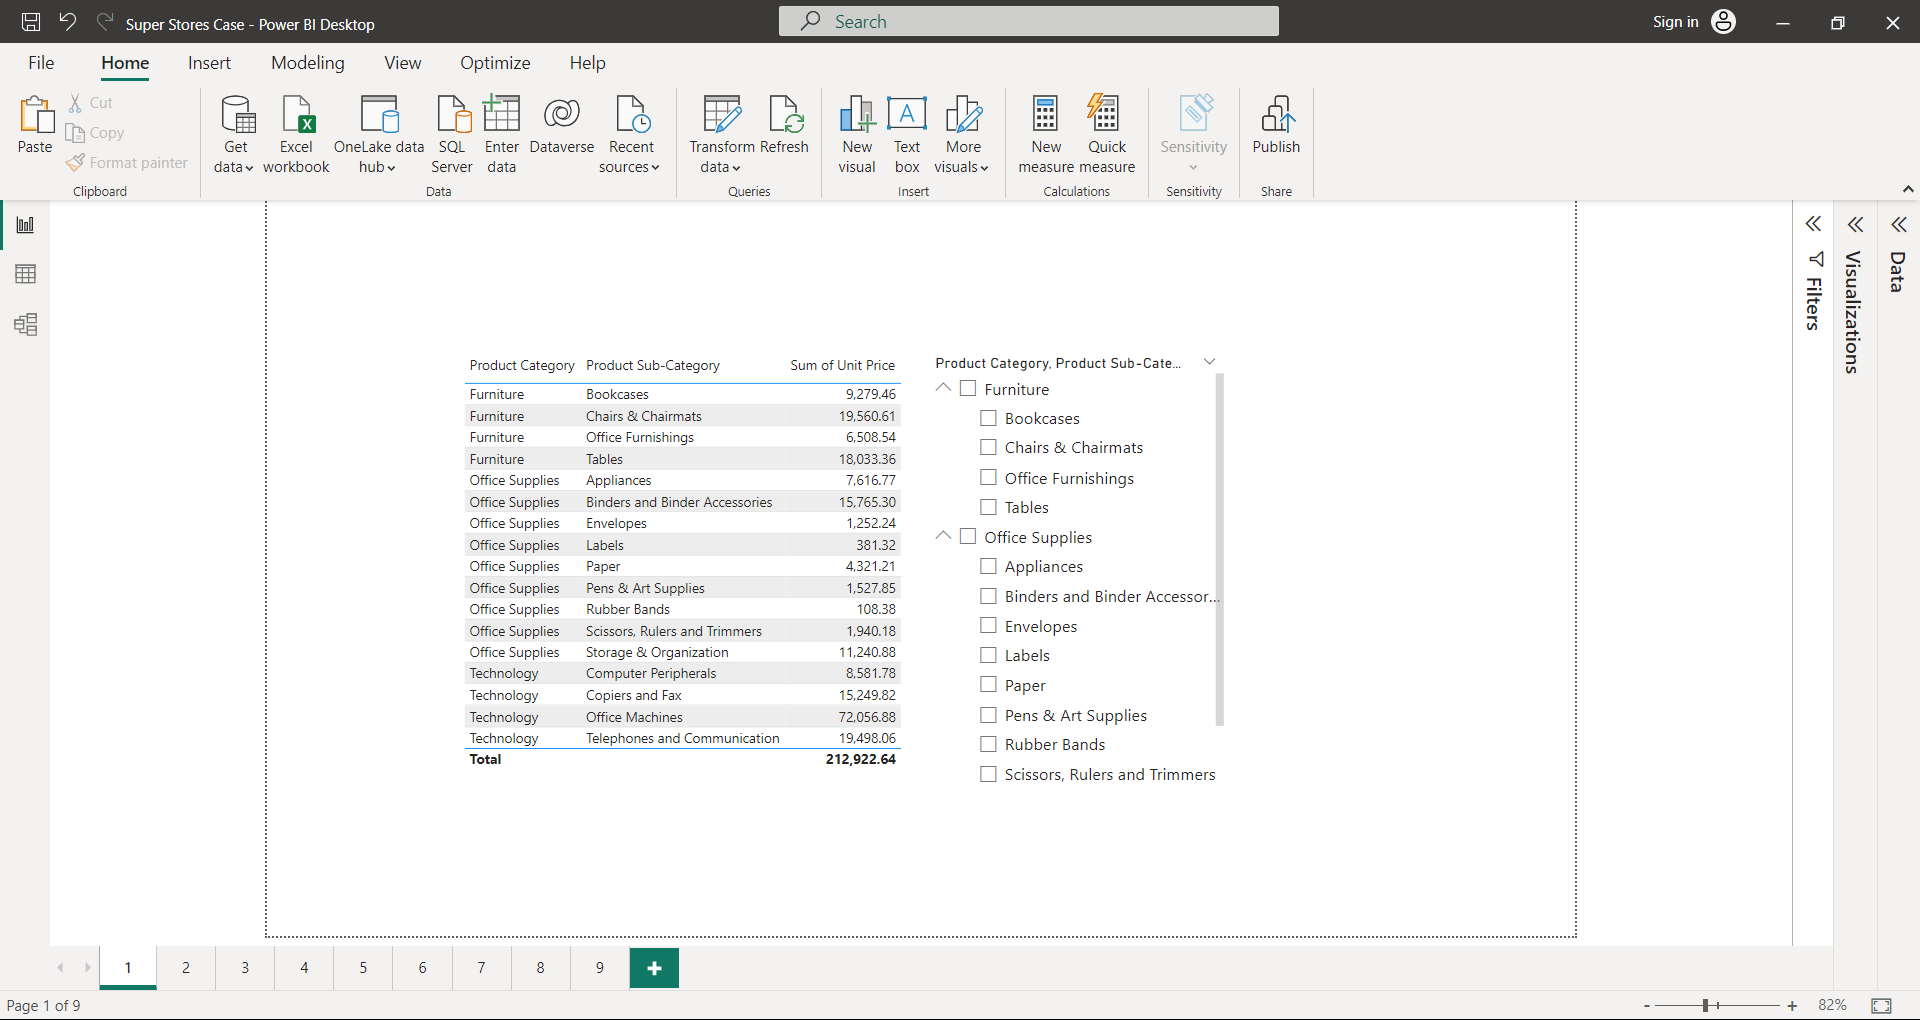 Super Stores Case - Power BI Desktop
Search
Sign in
File Home Insert Modeling View Optimize Help
Paste
Cut
Copy
Format painter
Clipboard
Get data
Excel workbook
OneLake data hub
SQL Server
Enter data
Dataverse
Recent sources
Data
Transform data
Refresh
Queries
New visual
Text box
More visuals
Insert
New measure
Quick measure
Calculations
Sensitivity
Sensitivity
Publish
Share
Product Category Product Sub-Category Sum of Unit Price
Furniture Bookcases 9,279.46
Furniture Chairs & Chairmats 19,560.61
Furniture Office Furnishings 6,508.54
Furniture Tables 18,033.36
Office Supplies Appliances 7,616.77
Office Supplies Binders and Binder Accessories 15,765.30
Office Supplies Envelopes 1,252.24
Office Supplies Labels 381.32
Office Supplies Paper 4,321.21
Office Supplies Pens & Art Supplies 1,527.85
Office Supplies Rubber Bands 108.38
Office Supplies Scissors, Rulers and Trimmers 1,940.18
Office Supplies Storage & Organization 11,240.88
Technology Computer Peripherals 8,581.78
Technology Copiers and Fax 15,249.82
Technology Office Machines 72,056.88
Technology Telephones and Communication 19,498.06
Total 212,922.64
Product Category, Product Sub-Cate...
Furniture
Bookcases
Chairs & Chairmats
Office Furnishings
Tables
Office Supplies
Appliances
Binders and Binder Accessor...
Envelopes
Labels
Paper
Pens & Art Supplies
Rubber Bands
Scissors, Rulers and Trimmers
Filters
Visualizations
Data
1 2 3 4 5 6 7 8 9
Page 1 of 9
- + 82%